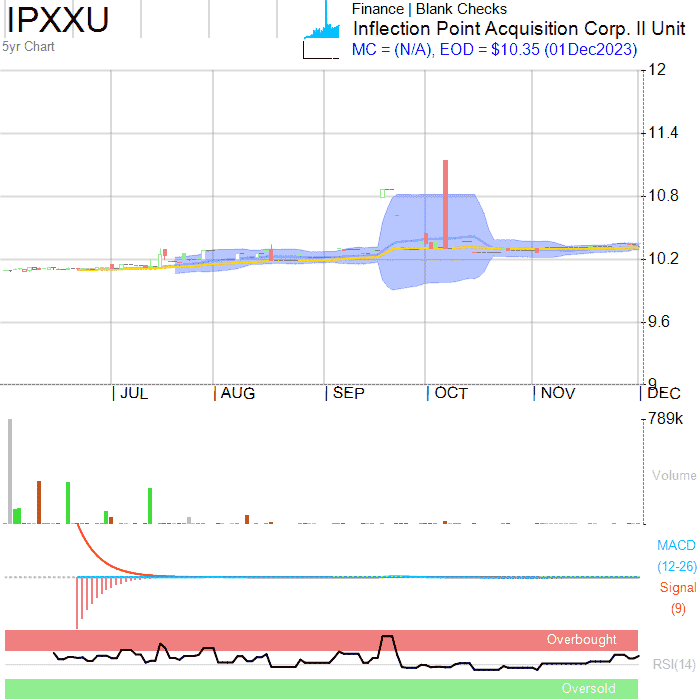 IPXXU
5yr Chart
Finance | Blank Checks
Inflection Point Acquisition Corp. II Unit
MC = (N/A), EOD = $10.35 (01Dec2023)
12
11.4
10.8
10.2
9.6
9
| JUL | AUG | SEP | OCT | NOV | DEC
789k
Volume
MACD
(12-26)
Signal
(9)
Overbought
RSI(14)
Oversold